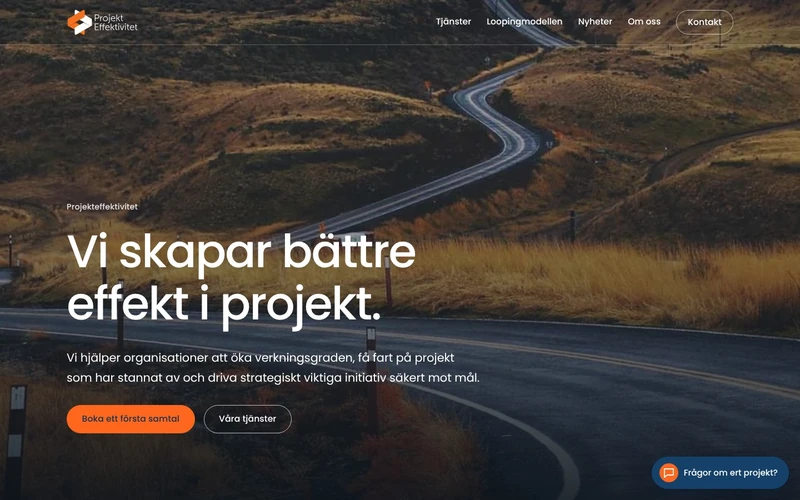 Projekt
Effektivitet
Tjänster
Loopingmodellen
Nyheter
Om oss
Kontakt
Projekteffektivitet
Vi skapar bättre
effekt i projekt.
Vi hjälper organisationer att öka verkningsgraden, få fart på projekt
som har stannat av och driva strategiskt viktiga initiativ säkert mot mål.
Boka ett första samtal
Våra tjänster
Frågor om ert projekt?